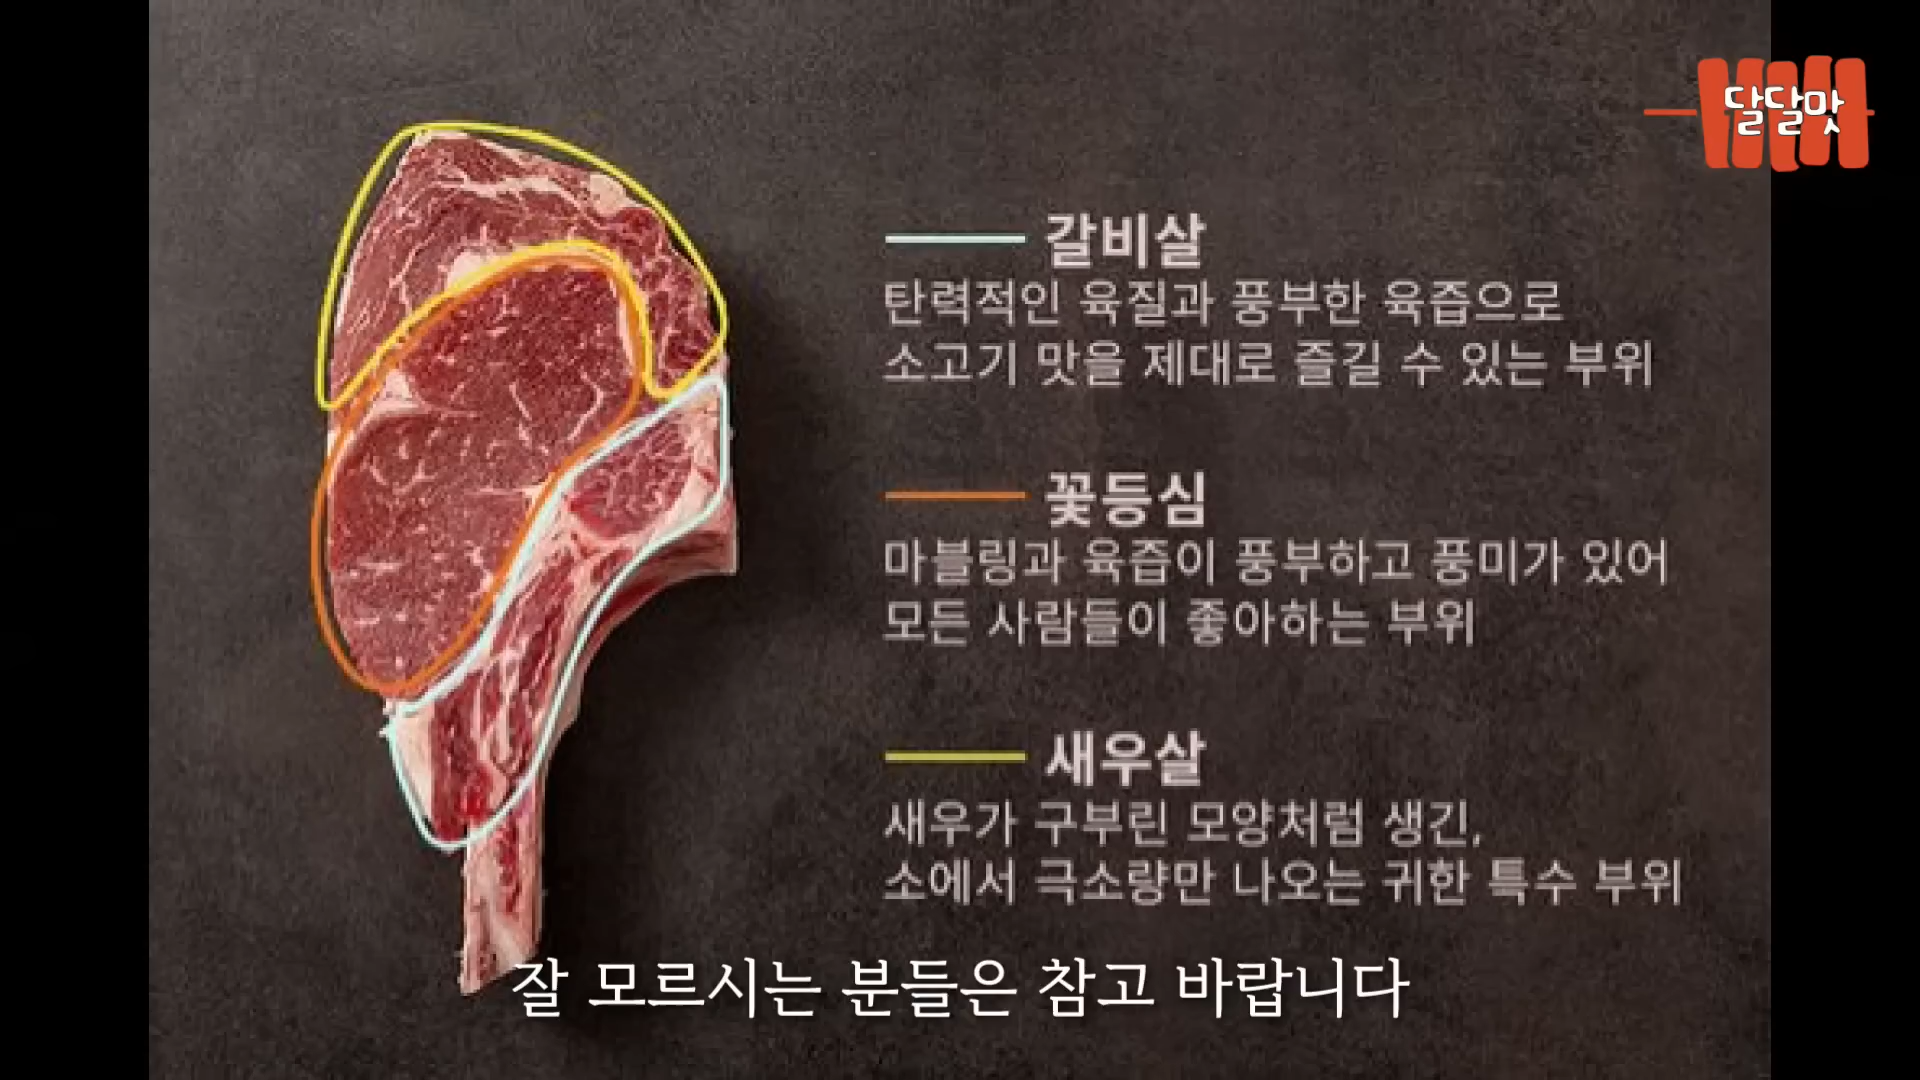 달달맛
갈비살
탄력적인 육질과 풍부한 육즙으로
소고기 맛을 제대로 즐길 수 있는 부위
꽃등심
마블링과 육즙이 풍부하고 풍미가 있어
모든 사람들이 좋아하는 부위
새우살
새우가 구부린 모양처럼 생긴,
소에서 극소량만 나오는 귀한 특수 부위
잘 모르시는 분들은 참고 바랍니다